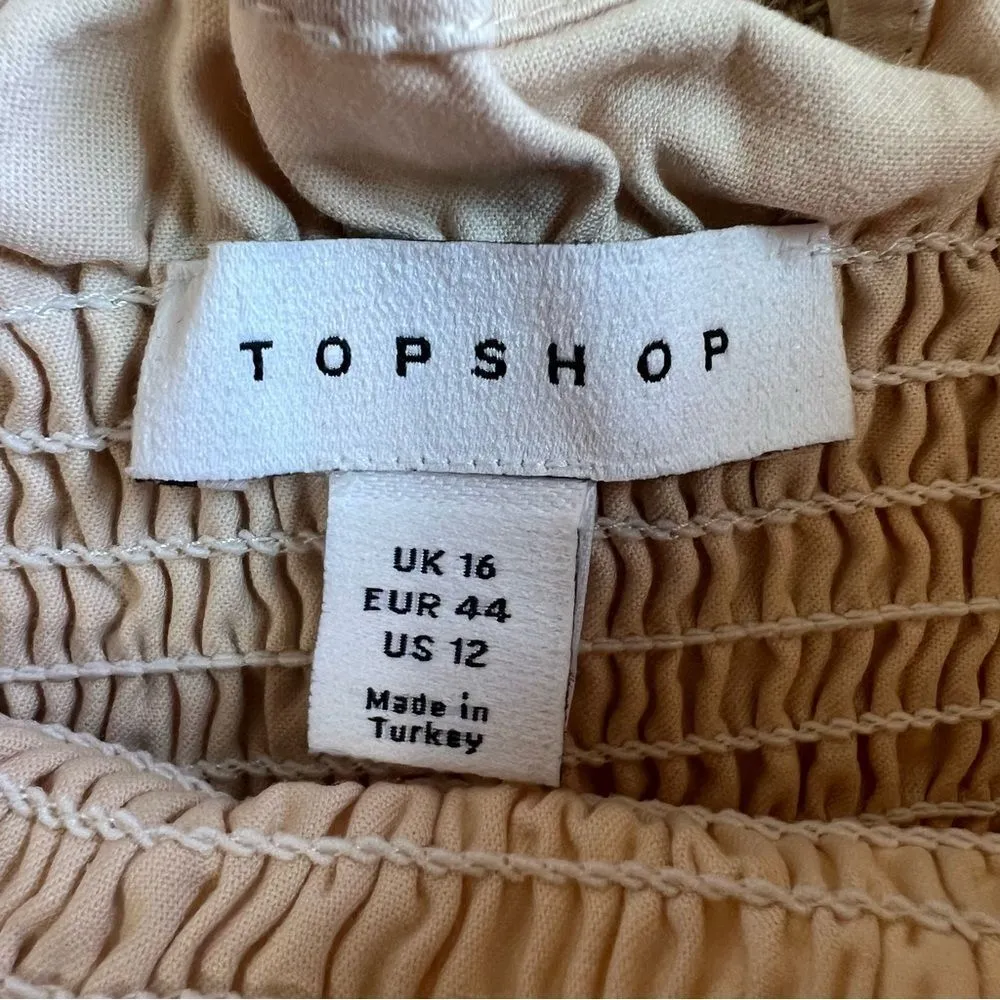 TOPSHOP
UK 16
EUR 44
US 12
Made in
Turkey